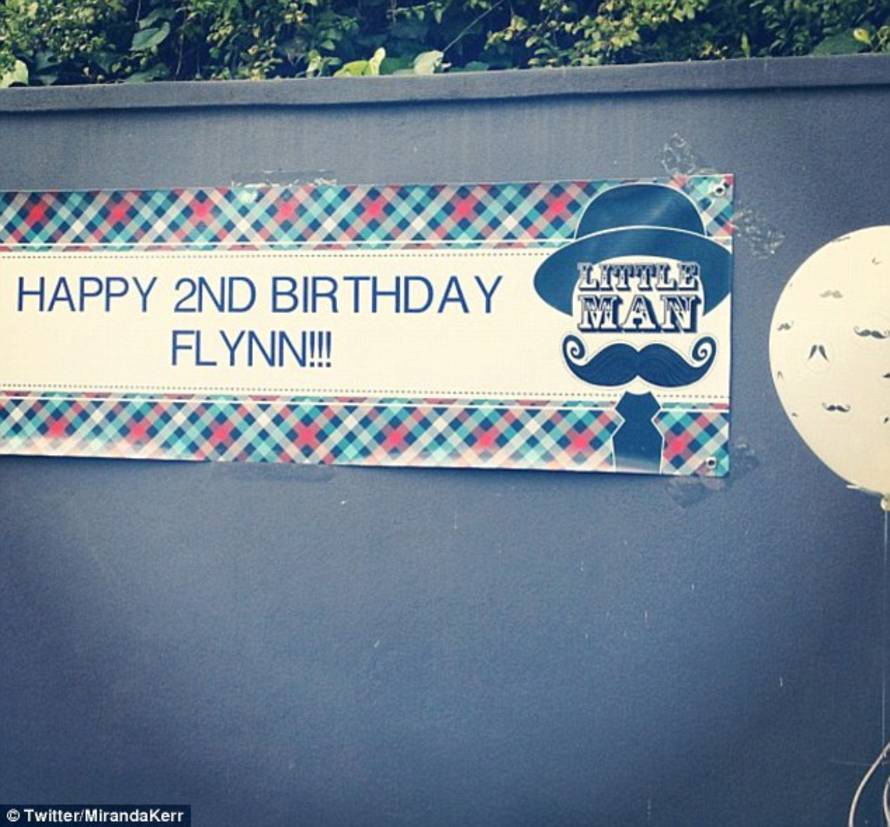 HAPPY 2ND BIRTHDAY
FLYNN!!!
LITTLE
MAN
© Twitter/MirandaKerr